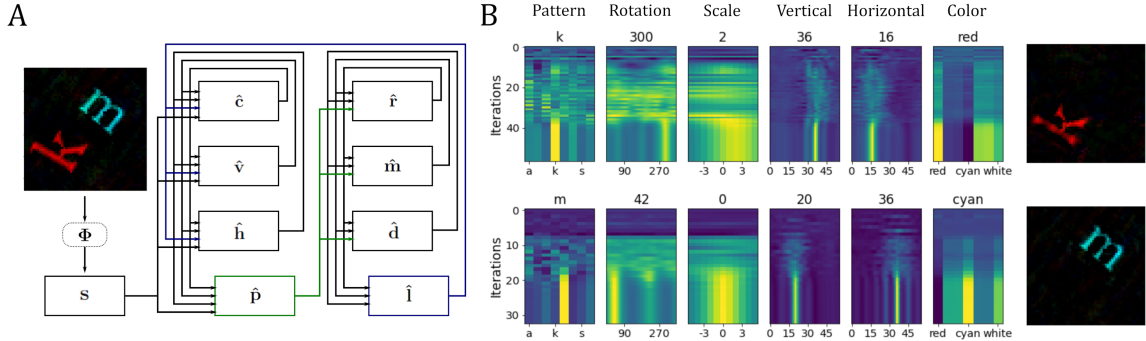 A
k
m
Φ
s
ĉ
v̂
ĥ
p̂
r̂
m̂
d̂
l̂
B
Pattern Rotation Scale Vertical Horizontal Color
k 300 2 36 16 red
Iterations
0
20
40
a k s 90 270 -3 0 3 0 15 30 45 0 15 30 45 red cyan white
k
m 42 0 20 36 cyan
Iterations
0
10
20
30
a k s 90 270 -3 0 3 0 15 30 45 0 15 30 45 red cyan white
m